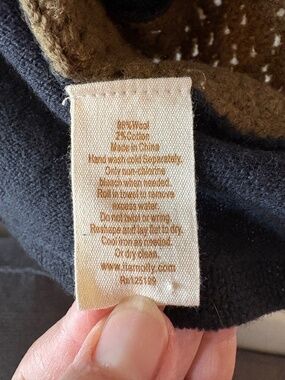 98% Wool
2% Cotton
Made in China
Hand wash cold Separately.
Only non-chlorine
bleach when needed.
Roll in towel to remove
excess water.
Do not twist or wring.
Reshape and lay flat to dry.
Cool iron as needed.
Or dry clean.